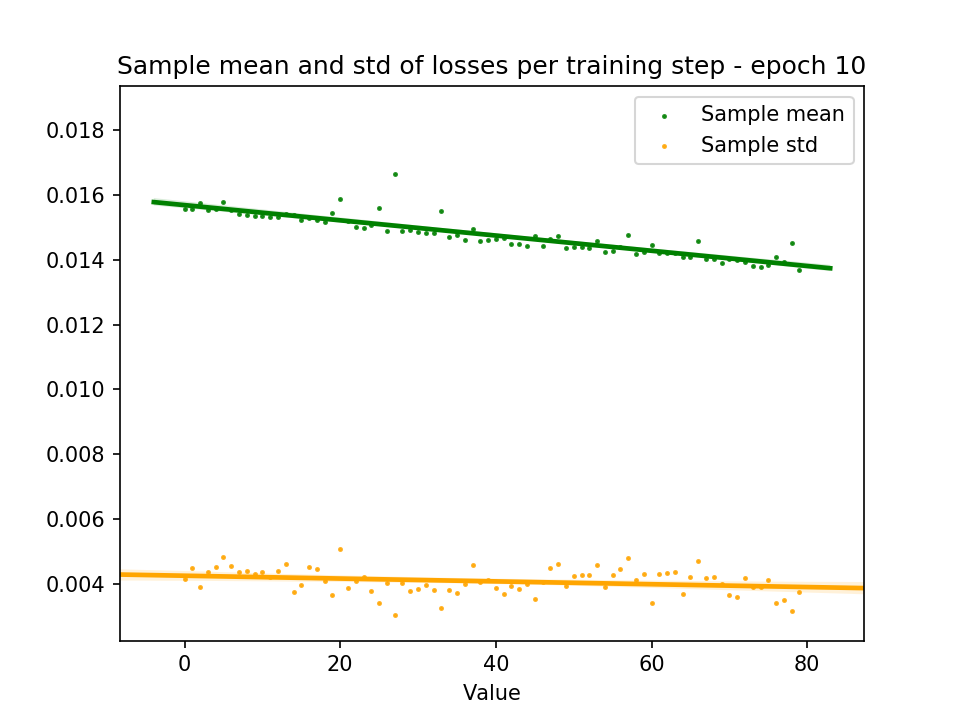 Sample mean and std of losses per training step - epoch 10
Sample mean
Sample std
0.018
0.016
0.014
0.012
0.010
0.008
0.006
0.004
0 20 40 60 80
Value